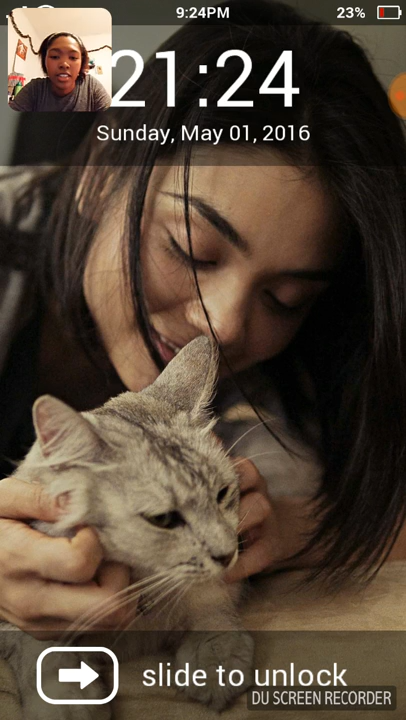 9:24PM
23%
21:24
Sunday, May 01, 2016
slide to unlock
DU SCREEN RECORDER